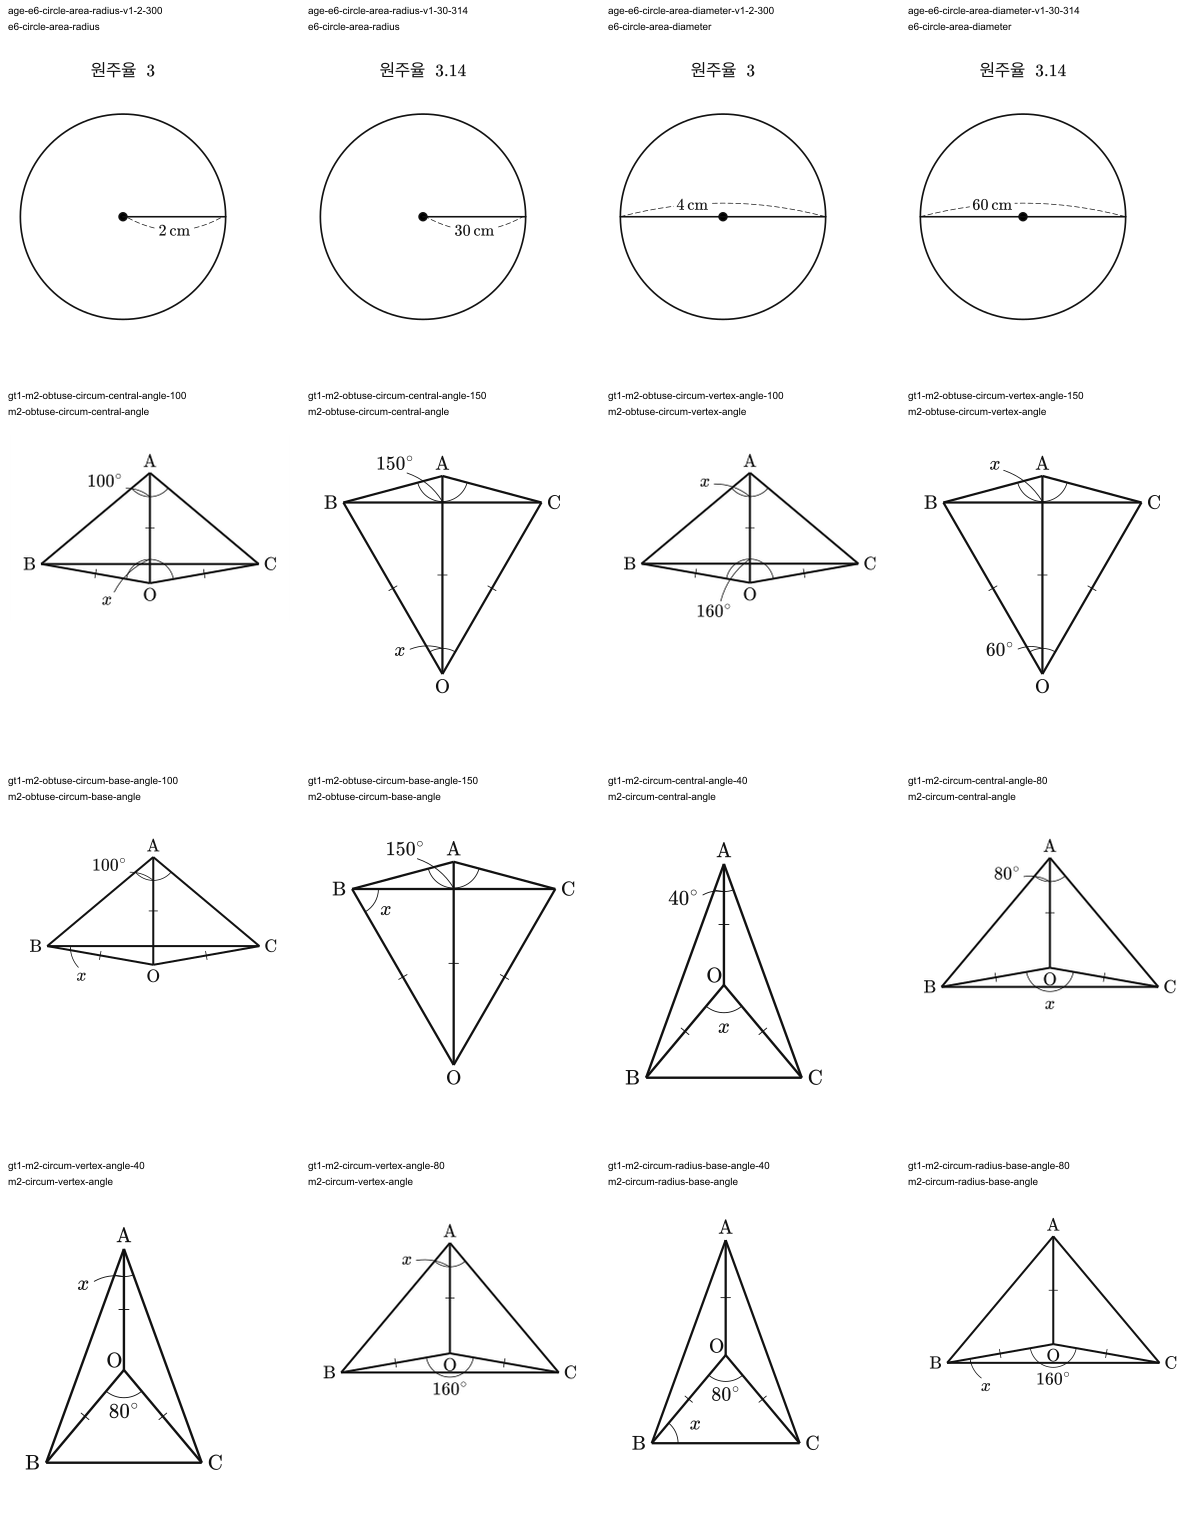 age-e6-circle-area-radius-v1-2-300
e6-circle-area-radius
원주율 3
2 cm
age-e6-circle-area-radius-v1-30-314
e6-circle-area-radius
원주율 3.14
30 cm
age-e6-circle-area-diameter-v1-2-300
e6-circle-area-diameter
원주율 3
4 cm
age-e6-circle-area-diameter-v1-30-314
e6-circle-area-diameter
원주율 3.14
60 cm
gt1-m2-obtuse-circum-central-angle-100
m2-obtuse-circum-central-angle
A
100°
B
C
x
O
gt1-m2-obtuse-circum-central-angle-150
m2-obtuse-circum-central-angle
150°
A
B
C
x
O
gt1-m2-obtuse-circum-vertex-angle-100
m2-obtuse-circum-vertex-angle
A
x
B
C
O
160°
gt1-m2-obtuse-circum-vertex-angle-150
m2-obtuse-circum-vertex-angle
x
A
B
C
60°
O
gt1-m2-obtuse-circum-base-angle-100
m2-obtuse-circum-base-angle
A
100°
B
C
x
O
gt1-m2-obtuse-circum-base-angle-150
m2-obtuse-circum-base-angle
150°
A
B
C
x
O
gt1-m2-circum-central-angle-40
m2-circum-central-angle
A
40°
O
x
B
C
gt1-m2-circum-central-angle-80
m2-circum-central-angle
A
80°
O
B
C
x
gt1-m2-circum-vertex-angle-40
m2-circum-vertex-angle
A
x
O
80°
B
C
gt1-m2-circum-vertex-angle-80
m2-circum-vertex-angle
A
x
O
B
C
160°
gt1-m2-circum-radius-base-angle-40
m2-circum-radius-base-angle
A
O
80°
x
B
C
gt1-m2-circum-radius-base-angle-80
m2-circum-radius-base-angle
A
O
B
C
x
160°